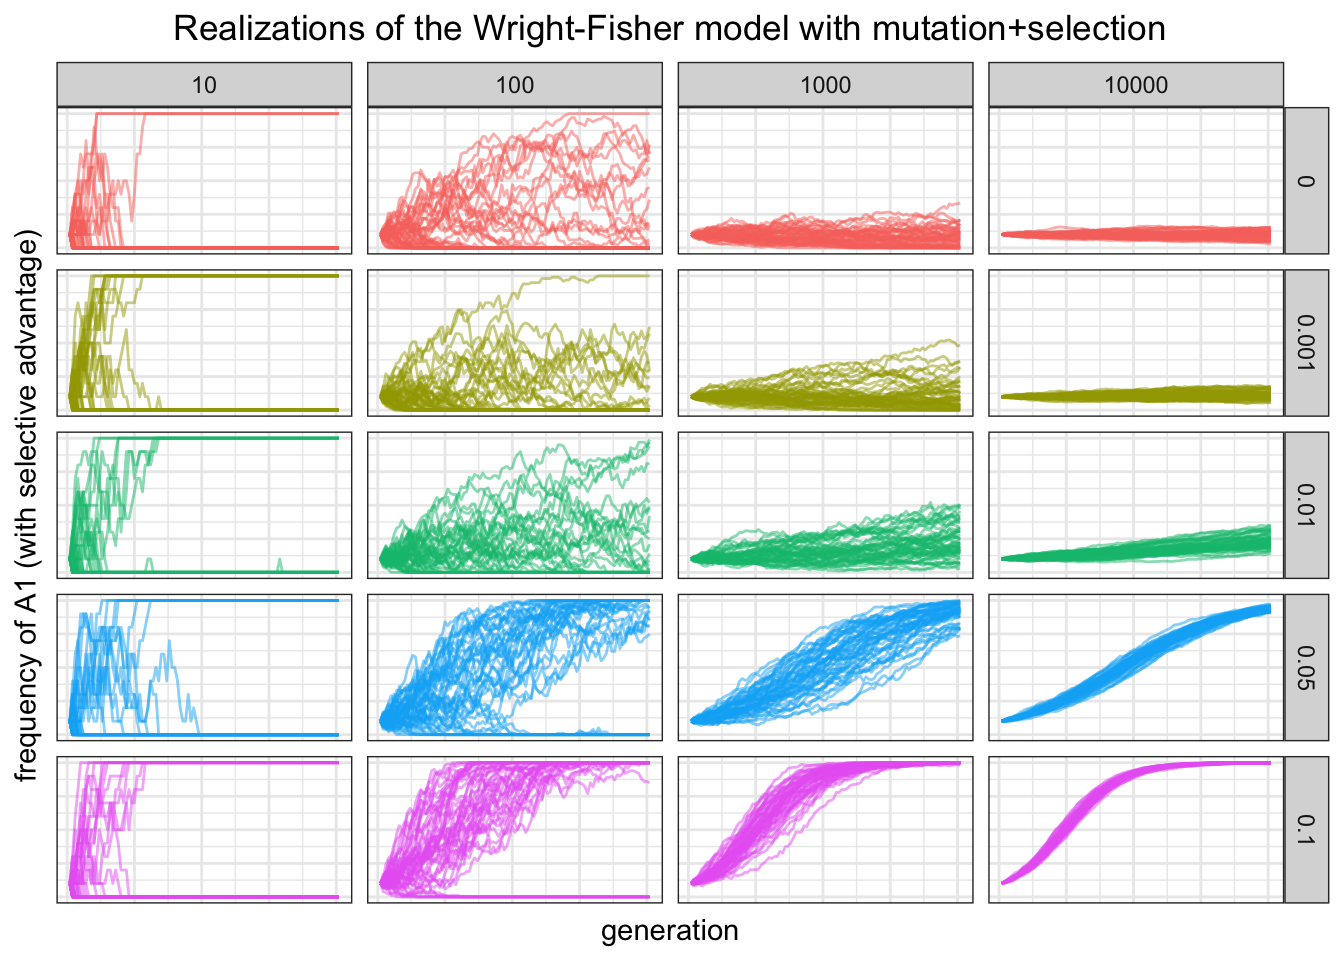 Realizations of the Wright-Fisher model with mutation+selection
10 100 1000 10000
0
0.001
0.01
0.05
0.1
frequency of A1 (with selective advantage)
generation